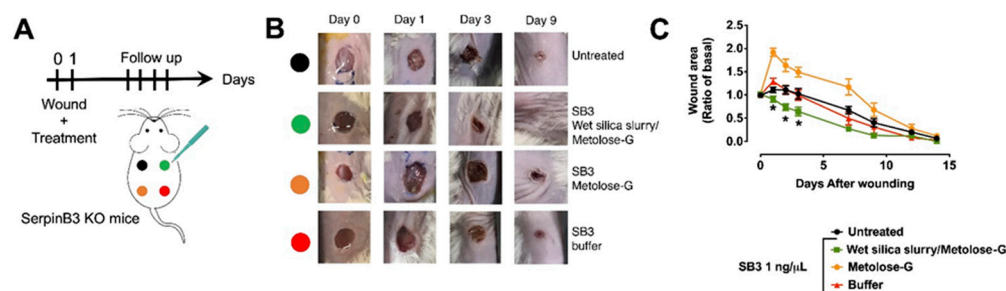 A
0 1
Follow up
Days
Wound
+
Treatment
SerpinB3 KO mice
B
Day 0 Day 1 Day 3 Day 9
Untreated
SB3
Wet silica slurry/
Metolose-G
SB3
Metolose-G
SB3
buffer
C
Wound area
(Ratio of basal)
2.5
2.0
1.5
1.0
0.5
0.0
* * *
0 5 10 15
Days After wounding
Untreated
Wet silica slurry/Metolose-G
SB3 1 ng/μL
Metolose-G
Buffer